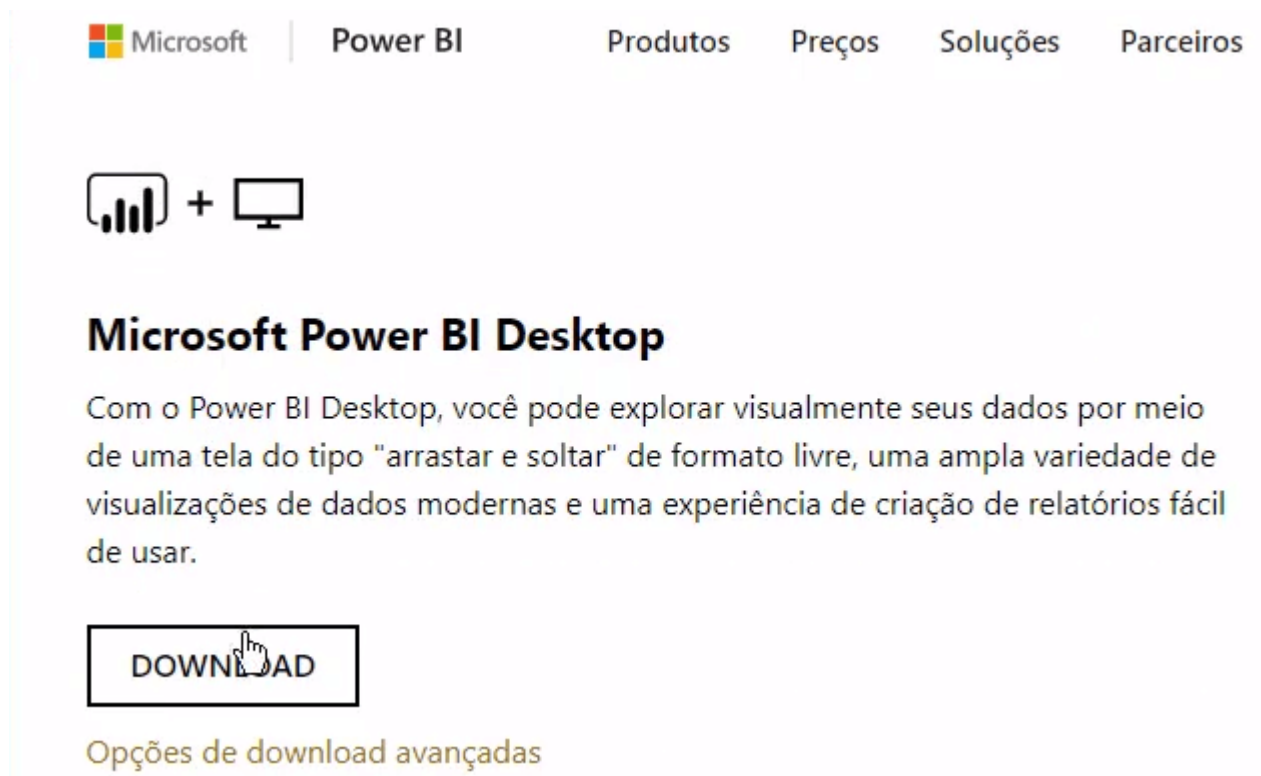 Microsoft Power BI Produtos Preços Soluções Parceiros
+
Microsoft Power BI Desktop
Com o Power BI Desktop, você pode explorar visualmente seus dados por meio
de uma tela do tipo "arrastar e soltar" de formato livre, uma ampla variedade de
visualizações de dados modernas e uma experiência de criação de relatórios fácil
de usar.
DOWNLOAD
Opções de download avançadas